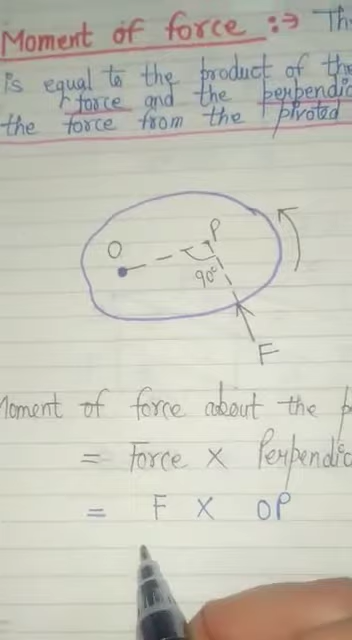 Moment of force :→ Th
is equal to the product of th
force and the perpendic
the force from the pivoted
O
P
90°
F
Moment of force about the p
= Force × Perpendic
= F × OP